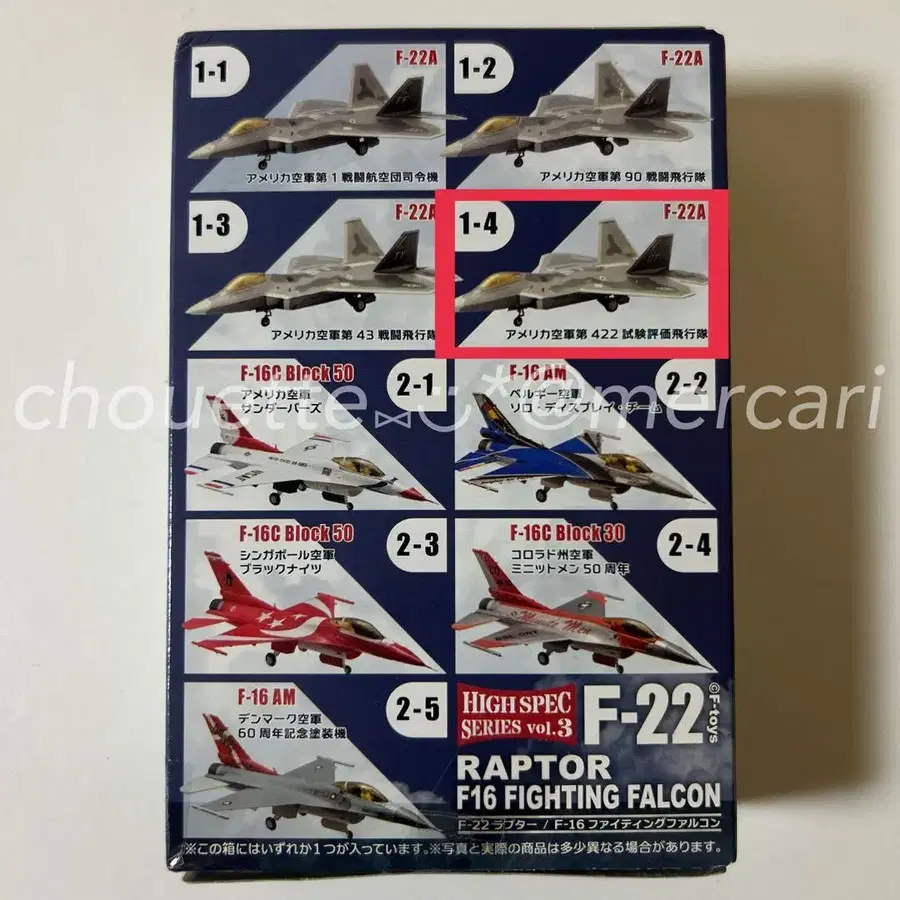 1-1
F-22A
アメリカ空軍第1戦闘航空団司令機
1-2
F-22A
アメリカ空軍第90戦闘飛行隊
1-3
F-22A
アメリカ空軍第43戦闘飛行隊
1-4
F-22A
アメリカ空軍第422試験評価飛行隊
F-16C Block 50
アメリカ空軍
サンダーバーズ
2-1
F-16 AM
ベルギー空軍
ソロ・ディスプレイ・チーム
2-2
chouette @mercari
F-16C Block 50
シンガポール空軍
ブラックナイツ
2-3
F-16C Block 30
コロラド州空軍
ミニットメン50周年
2-4
Minute Men
F-16 AM
デンマーク空軍
60周年記念塗装機
2-5
HIGH SPEC
SERIES vol.3
F-22
©F-toys
RAPTOR
F16 FIGHTING FALCON
F-22 ラプター / F-16 ファイティングファルコン
※この箱にはいずれか1つが入っています。※写真と実際の商品は多少異なる場合があります。